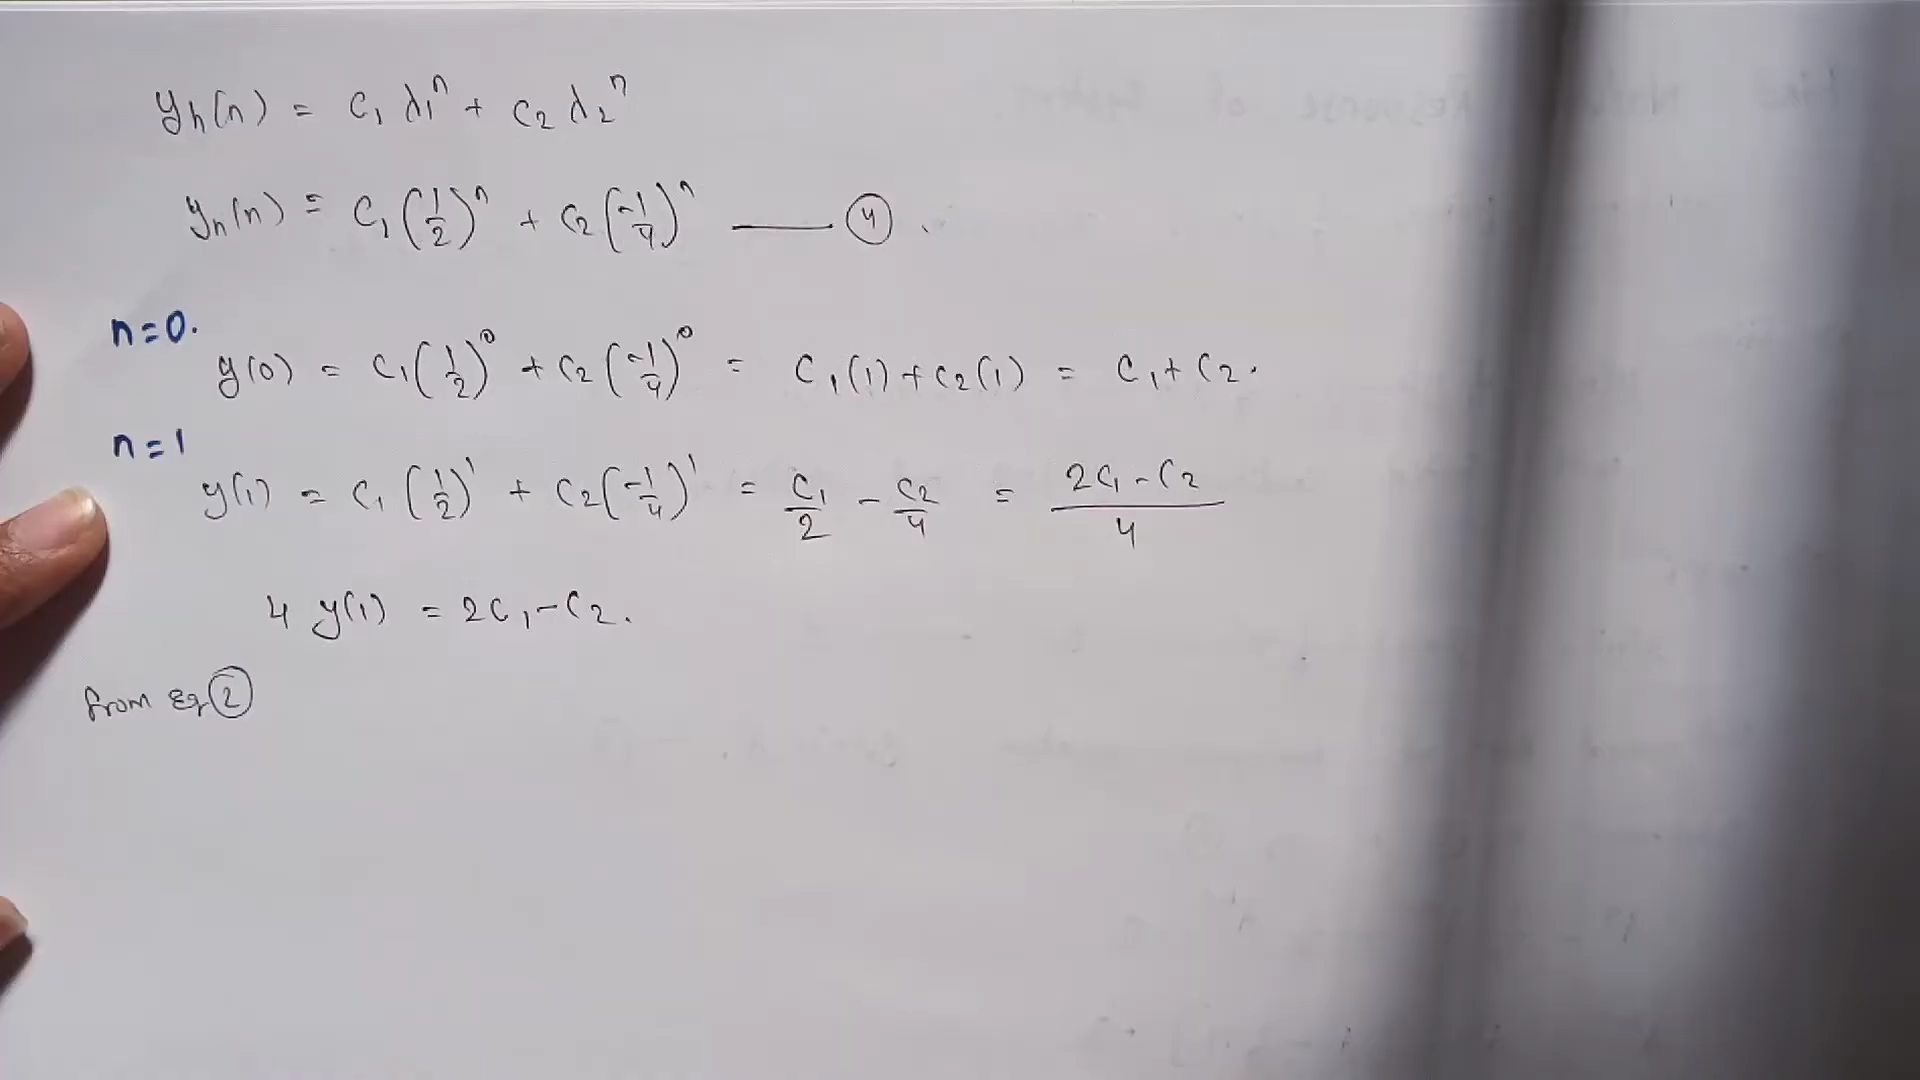 yh(n) = C1 λ1^n + C2 λ2^n
yn(n) = C1 (1/2)^n + C2 (-1/4)^n —— ④ .
n=0.
y(0) = C1 (1/2)^0 + C2 (-1/4)^0 = C1(1) + C2(1) = C1 + C2.
n=1
y(1) = C1 (1/2)^1 + C2 (-1/4)^1 = C1/2 - C2/4 = (2C1 - C2)/4
4 y(1) = 2C1 - C2.
from Eq ②